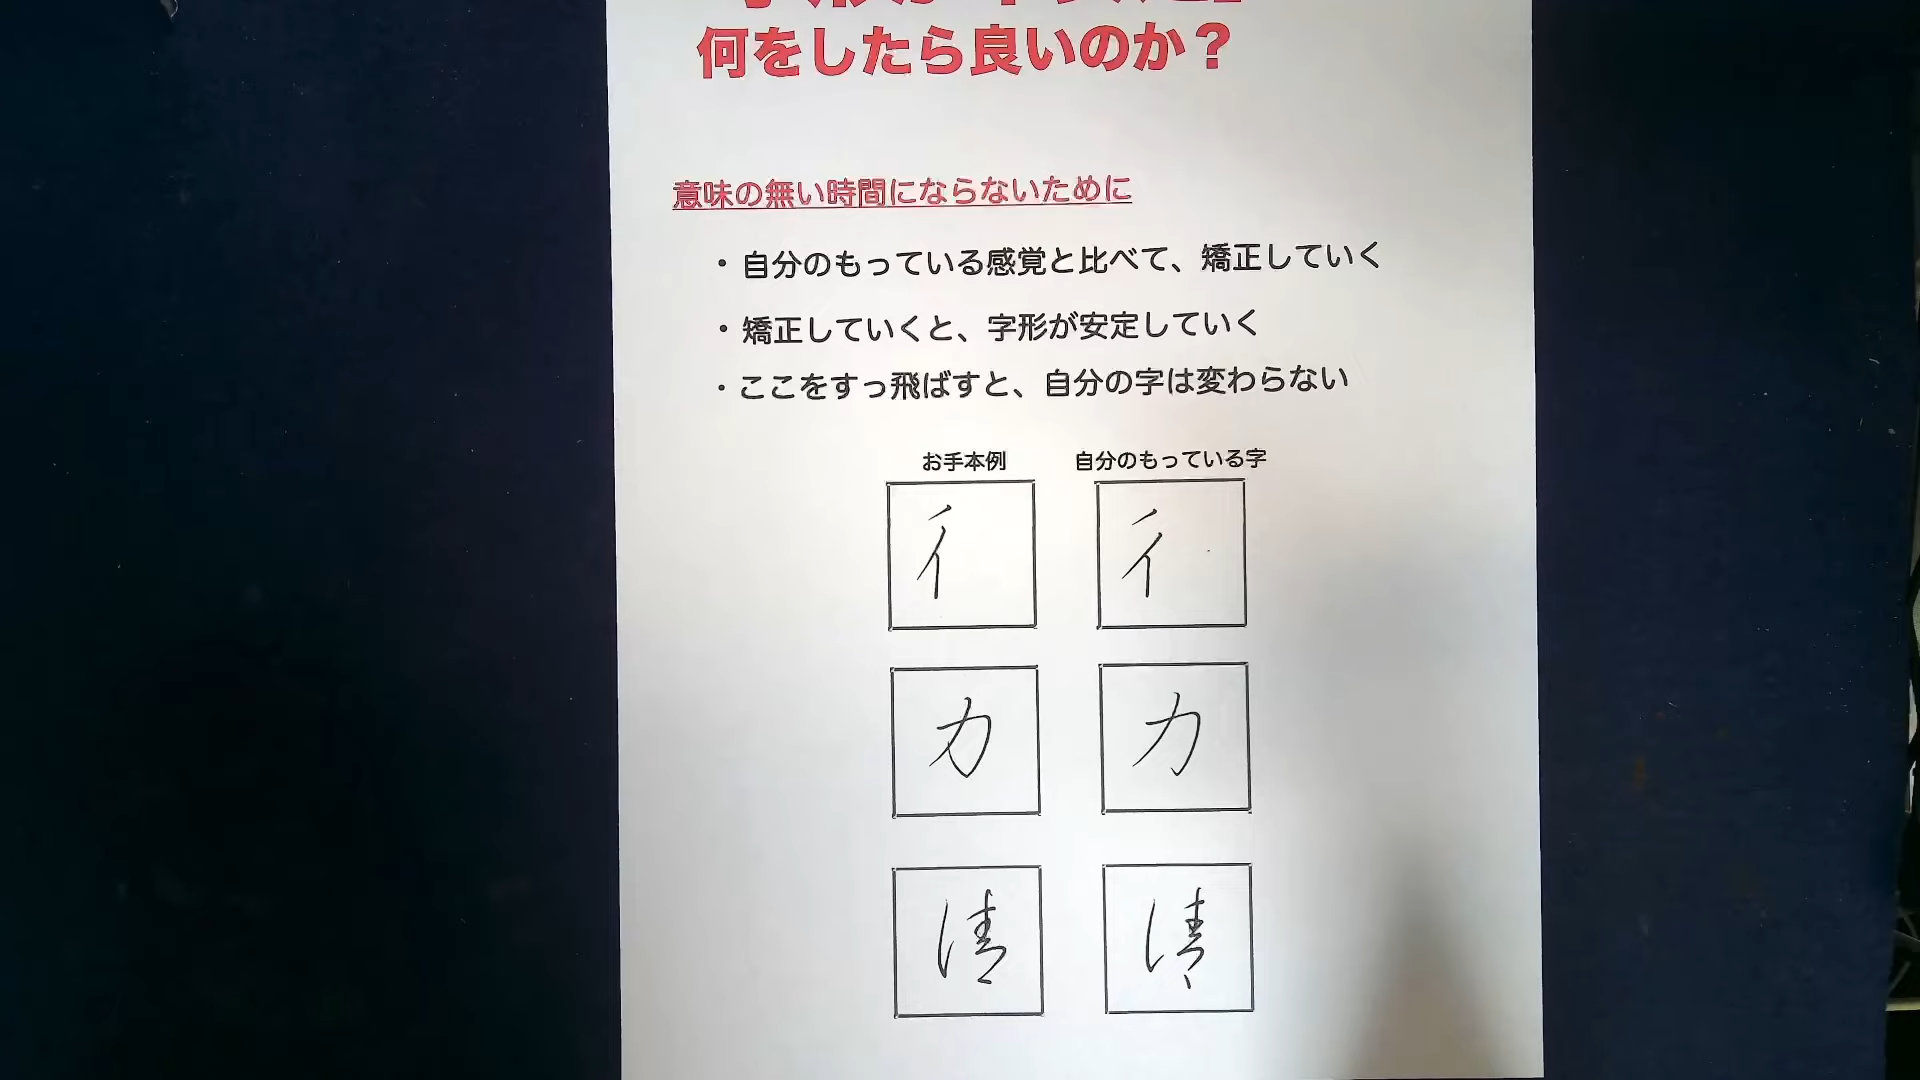 何をしたら良いのか？
意味の無い時間にならないために
・自分のもっている感覚と比べて、矯正していく
・矯正していくと、字形が安定していく
・ここをすっ飛ばすと、自分の字は変わらない
お手本例 自分のもっている字
彳 彳
力 力
清 清